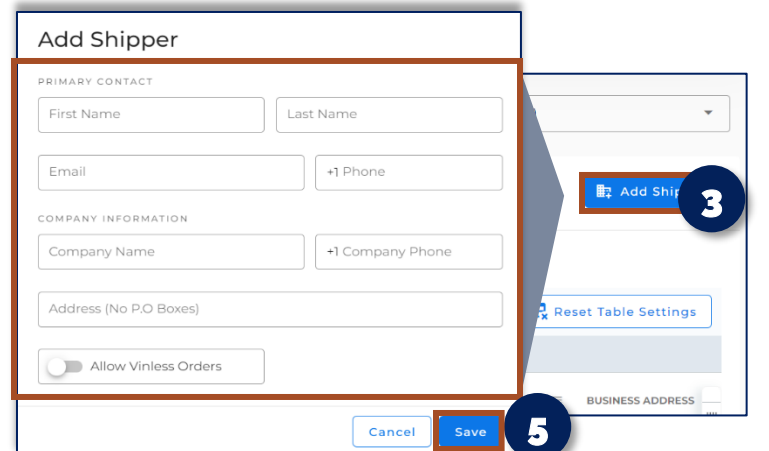 Add Shipper
PRIMARY CONTACT
First Name
Last Name
Email
+1 Phone
COMPANY INFORMATION
Company Name
+1 Company Phone
Address (No P.O Boxes)
Allow Vinless Orders
Cancel
Save
5
Add Ship
3
Reset Table Settings
BUSINESS ADDRESS